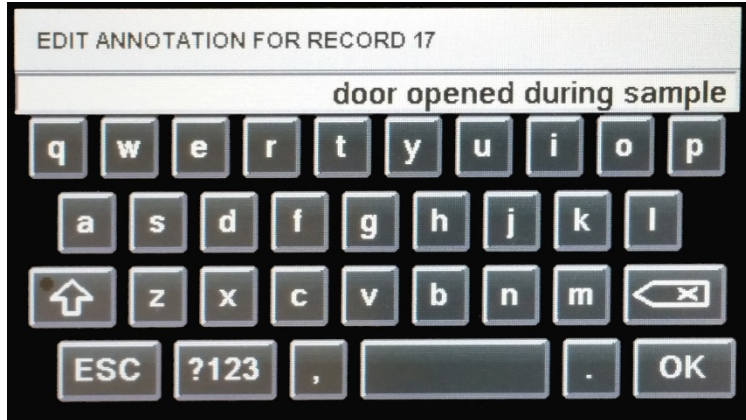 EDIT ANNOTATION FOR RECORD 17
door opened during sample
q w e r t y u i o p
a s d f g h j k l
z x c v b n m
ESC ?123 , . OK